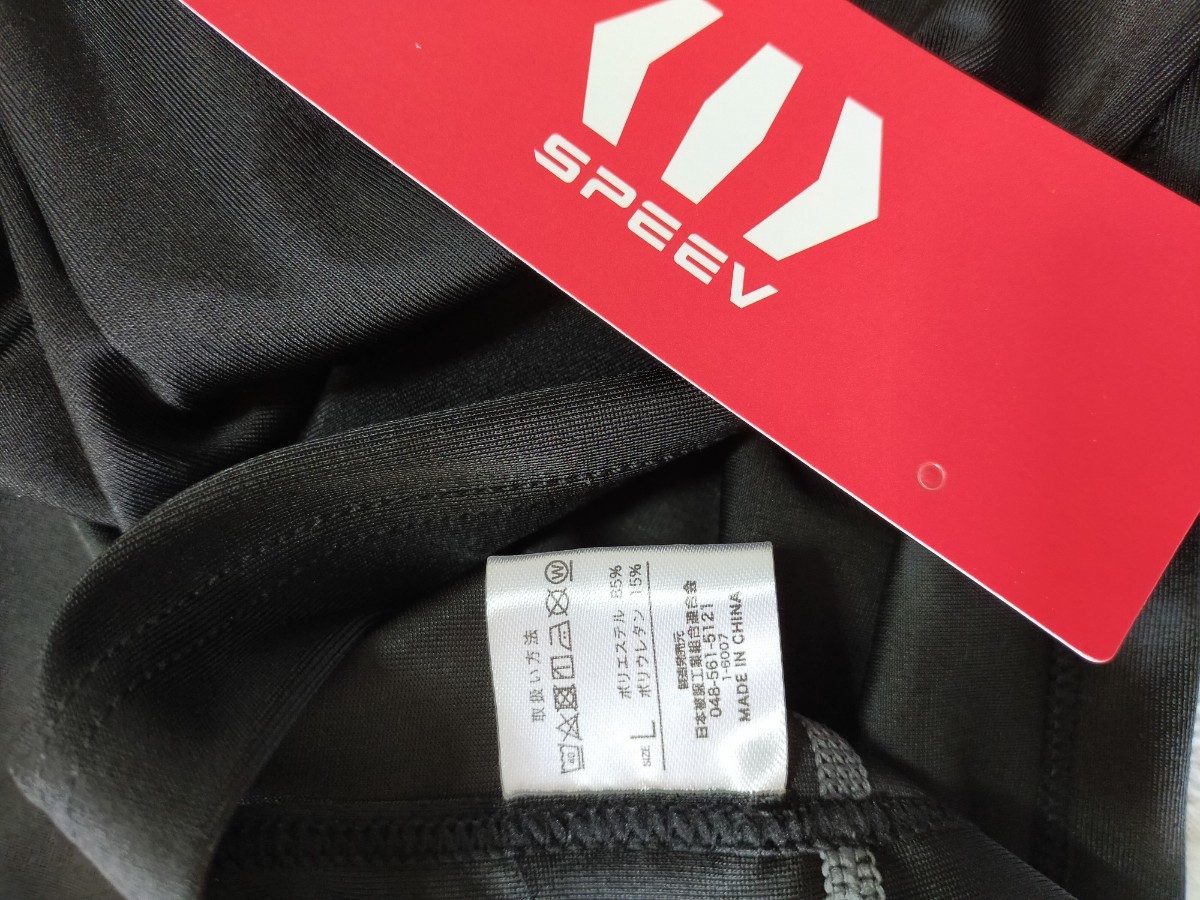 SPEEV
取扱い方法
40
W
ポリエステル 85%
ポリウレタン 15%
SIZE L
製造発売元
日本被服工業組合連合会
048-561-5121
1-6007
MADE IN CHINA